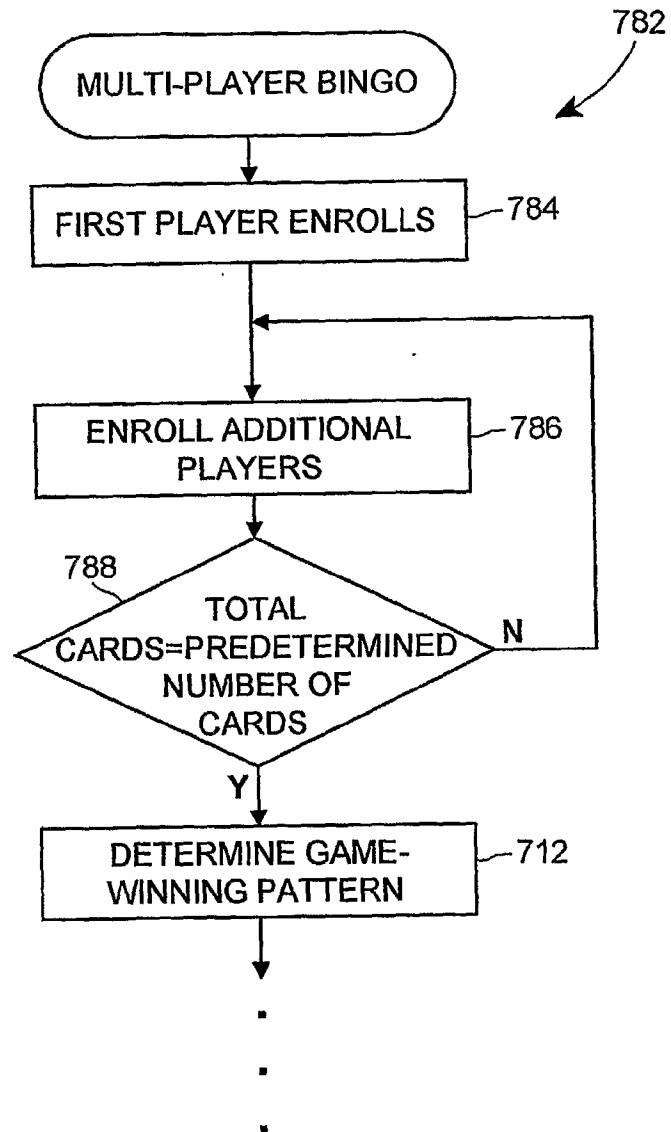 782
MULTI-PLAYER BINGO
FIRST PLAYER ENROLLS
784
ENROLL ADDITIONAL
PLAYERS
786
788
TOTAL
CARDS=PREDETERMINED
NUMBER OF
CARDS
N
Y
DETERMINE GAME-
WINNING PATTERN
712